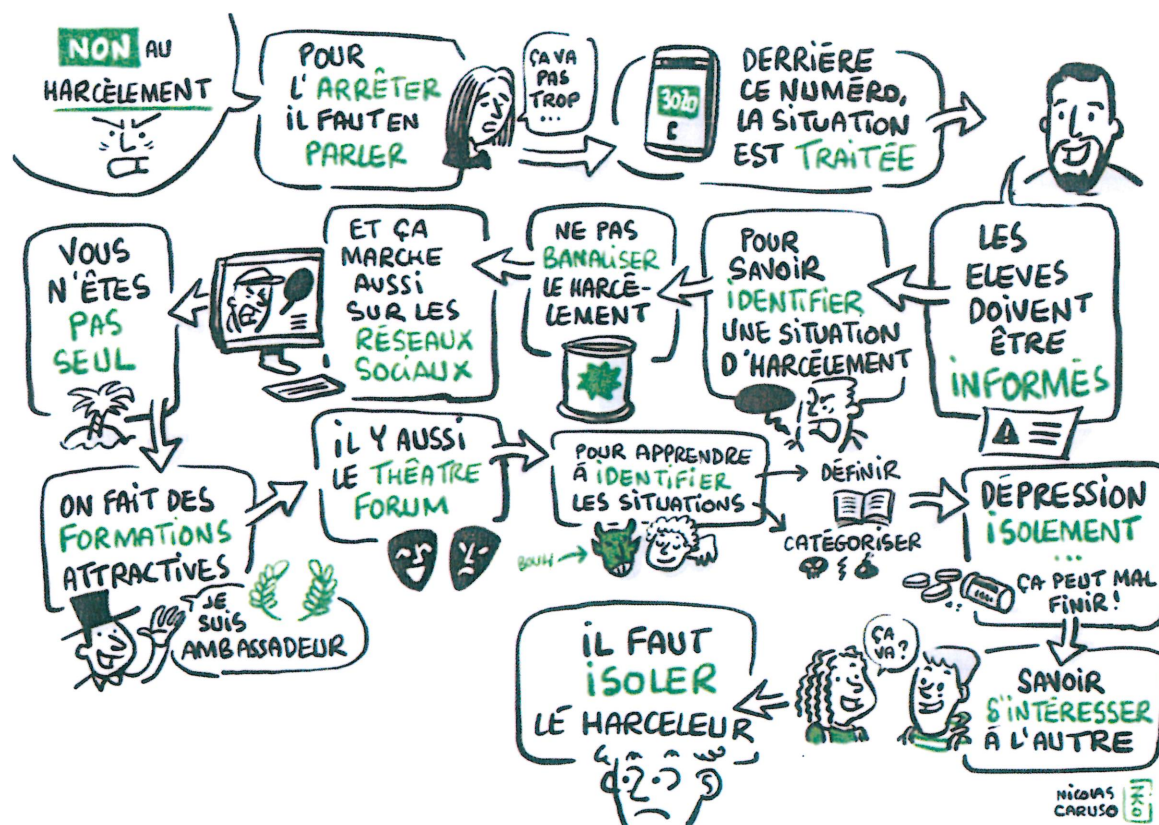 NON AU
HARCÈLEMENT
POUR
L'ARRÊTER
IL FAUT EN
PARLER
ÇA VA
PAS
TROP
...
3020
DERRIÈRE
CE NUMÉRO,
LA SITUATION
EST TRAITÉE
LES
ELEVES
DOIVENT
ÊTRE
INFORMÉS
POUR
SAVOIR
IDENTIFIER
UNE SITUATION
D'HARCÈLEMENT
NE PAS
BANALISER
LE HARCÈ-
LEMENT
ET ÇA
MARCHE
AUSSI
SUR LES
RÉSEAUX
SOCIAUX
VOUS
N'ÊTES
PAS
SEUL
ON FAIT DES
FORMATIONS
ATTRACTIVES
JE
SUIS
AMBASSADEUR
IL Y AUSSI
LE THÉATRE
FORUM
POUR APPRENDRE
À IDENTIFIER
LES SITUATIONS
DÉFINIR
CATÉGORISER
DÉPRESSION
ISOLEMENT
...
ÇA PEUT MAL
FINIR!
SAVOIR
S'INTÉRESSER
À L'AUTRE
ÇA
VA?
IL FAUT
ISOLER
LE HARCELEUR
NICOLAS
CARUSO